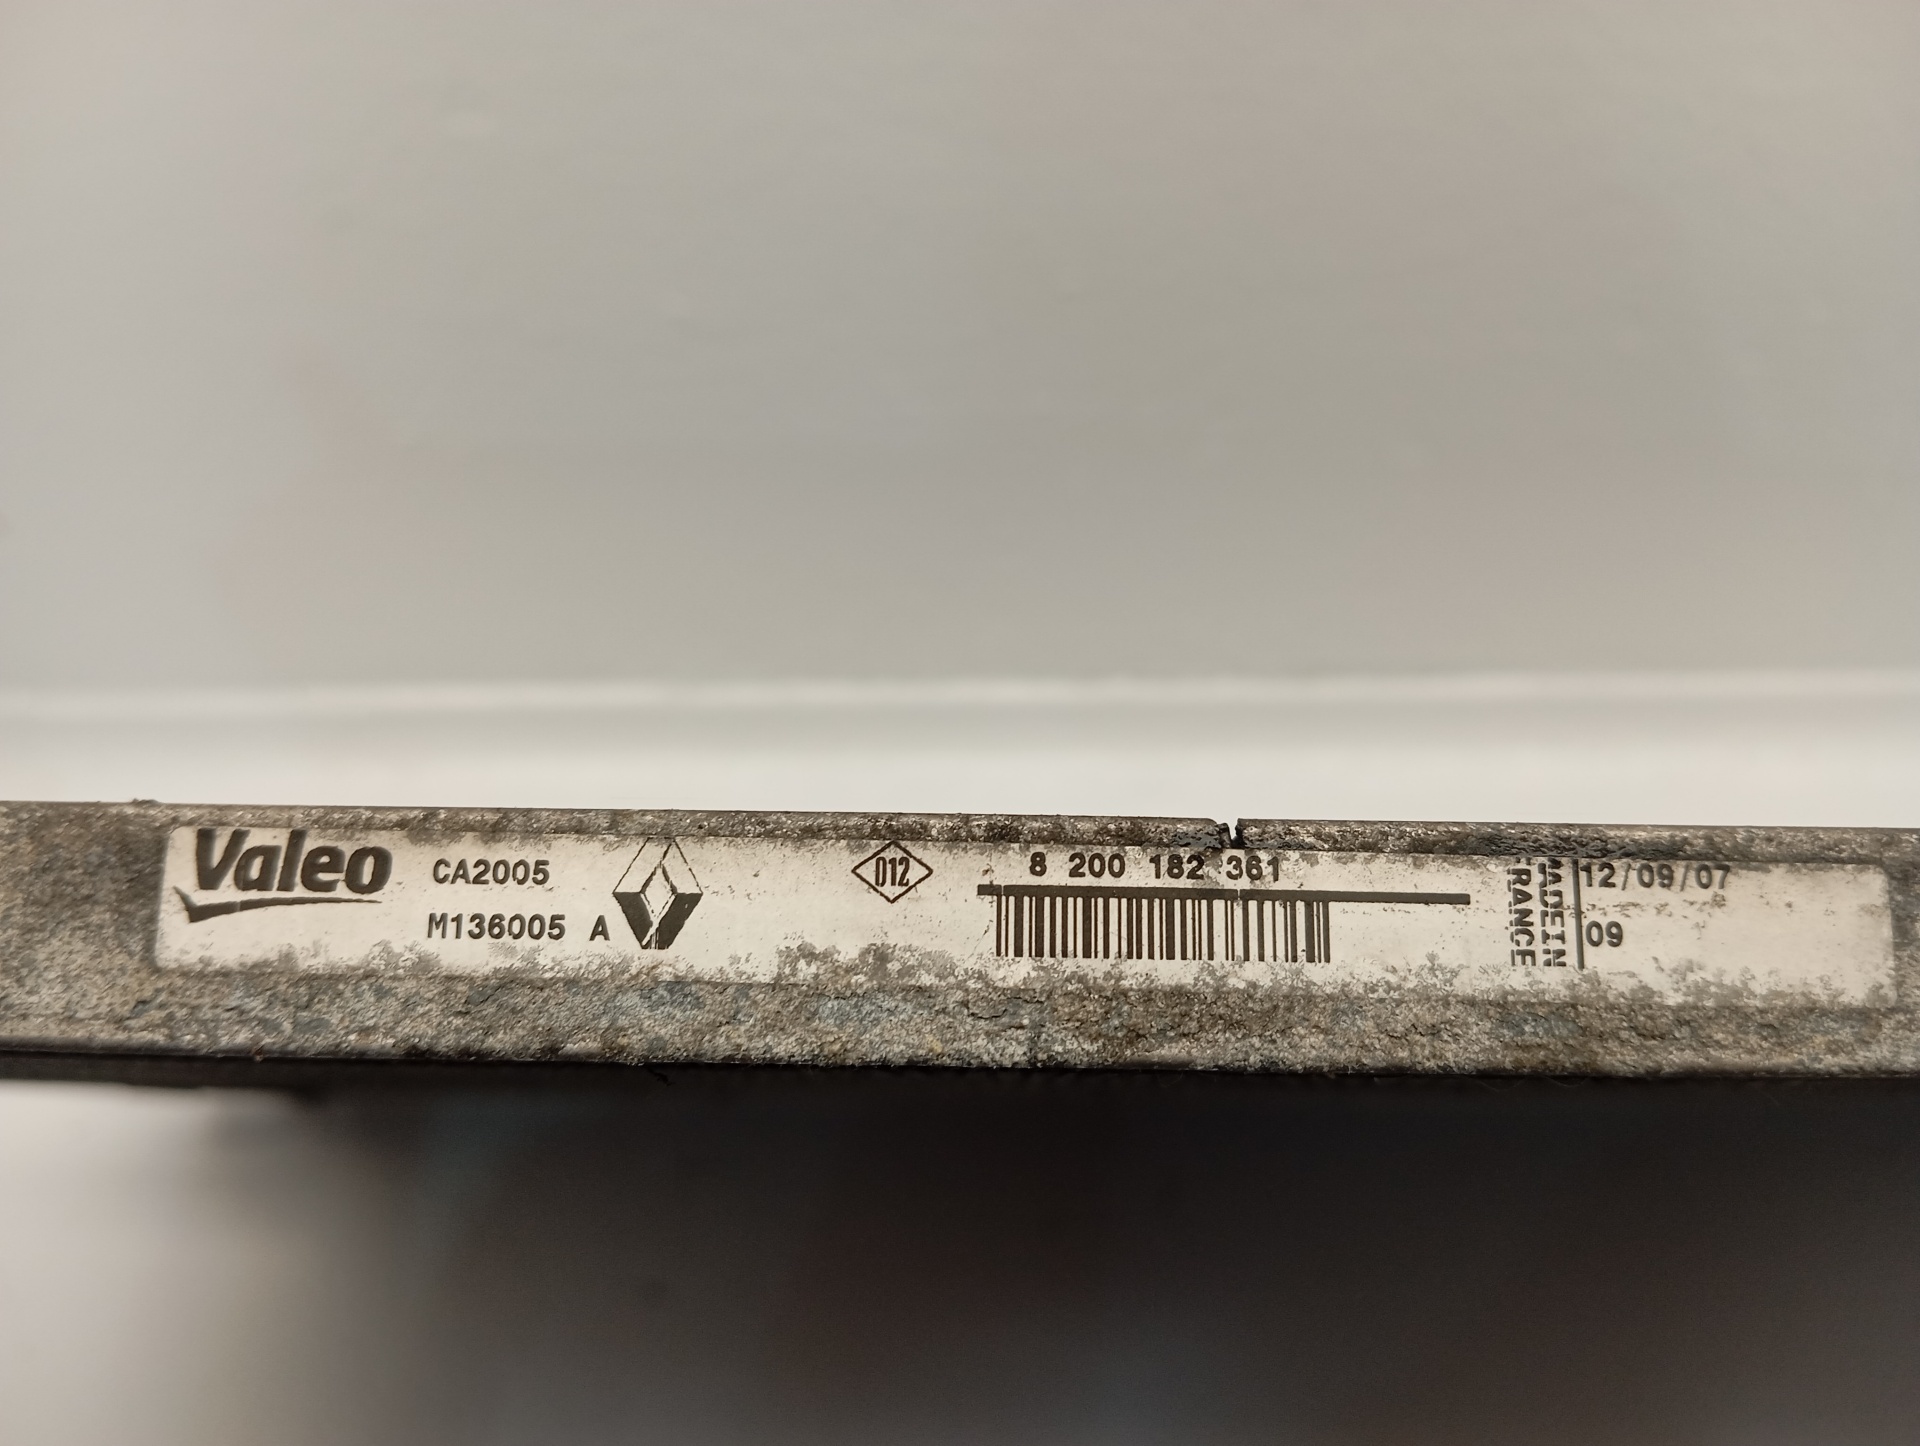 Valeo
CA2005
M136005 A
D12
8 200 182 361
MADE IN
FRANCE
12/09/07
09